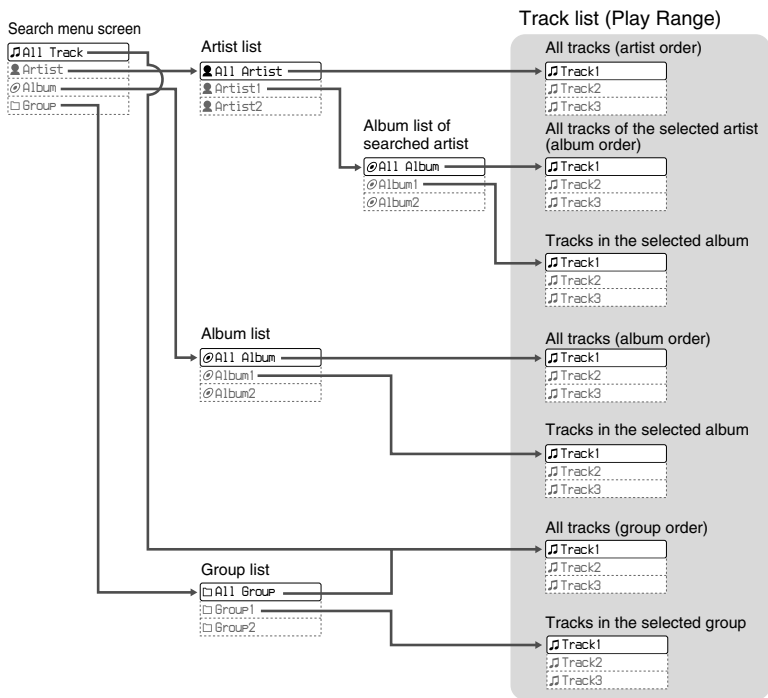 Track list (Play Range)
Search menu screen
All Track
Artist
Album
Group
Artist list
All Artist
Artist1
Artist2
All tracks (artist order)
Track1
Track2
Track3
Album list of
searched artist
All Album
Album1
Album2
All tracks of the selected artist
(album order)
Track1
Track2
Track3
Tracks in the selected album
Track1
Track2
Track3
Album list
All Album
Album1
Album2
All tracks (album order)
Track1
Track2
Track3
Tracks in the selected album
Track1
Track2
Track3
All tracks (group order)
Track1
Track2
Track3
Group list
All Group
Group1
Group2
Tracks in the selected group
Track1
Track2
Track3